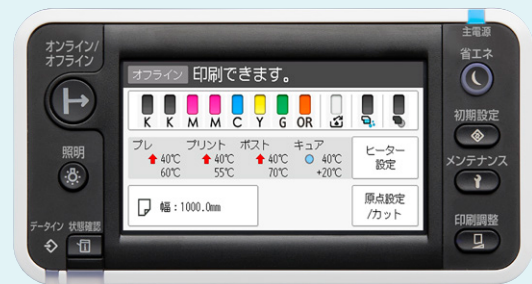 主電源
オンライン/
オフライン
省エネ
オフライン 印刷できます。
K K M M C Y G OR
初期設定
プレ プリント ポスト キュア
40℃ 40℃ 40℃ 40℃
60℃ 55℃ 70℃ +20℃
ヒーター
設定
照明
メンテナンス
幅:1000.0mm
原点設定
/カット
データイン 状態確認
印刷調整